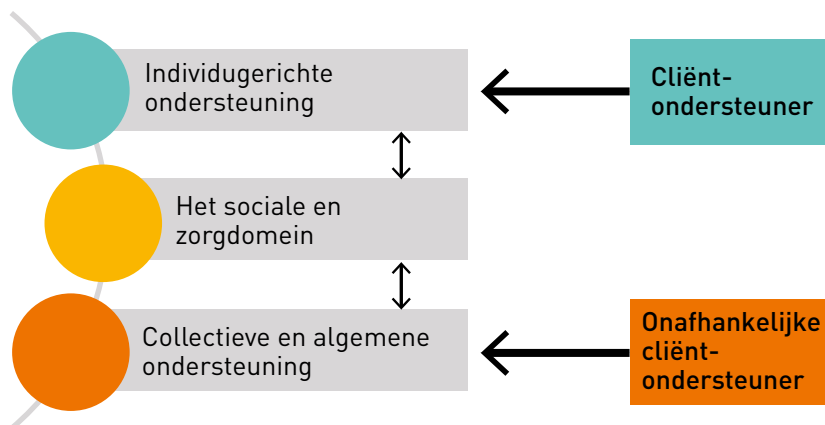 Individugerichte
ondersteuning
Cliënt-
ondersteuner
Het sociale en
zorgdomein
Collectieve en algemene
ondersteuning
Onafhankelijke
cliënt-
ondersteuner